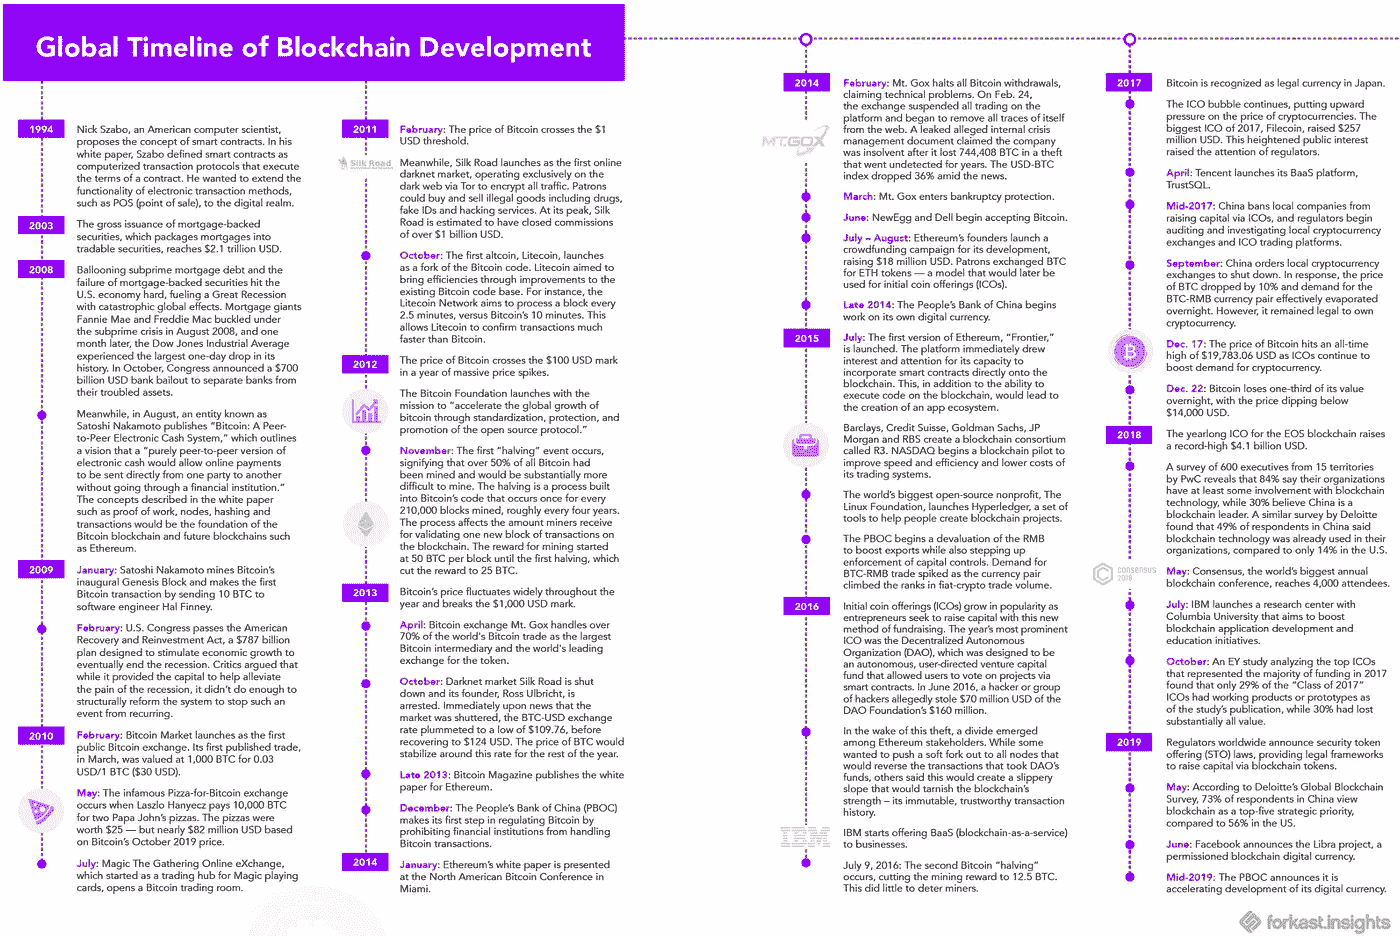 Global Timeline of Blockchain Development
1994
Nick Szabo, an American computer scientist,
proposes the concept of smart contracts. In his
white paper, Szabo defined smart contracts as
computerized transaction protocols that execute
the terms of a contract. He wanted to extend the
functionality of electronic transaction methods,
such as POS (point of sale), to the digital realm.
2003
The gross issuance of mortgage-backed
securities, which packages mortgages into
tradable securities, reaches $2.1 trillion USD.
2008
Ballooning subprime mortgage debt and the
failure of mortgage-backed securities hit the
U.S. economy hard, fueling a Great Recession
with catastrophic global effects. Mortgage giants
Fannie Mae and Freddie Mac buckled under
the subprime crisis in August 2008, and one
month later, the Dow Jones Industrial Average
experienced the largest one-day drop in its
history. In October, Congress announced a $700
billion USD bank bailout to separate banks from
their troubled assets.
Meanwhile, in August, an entity known as
Satoshi Nakamoto publishes "Bitcoin: A Peer-
to-Peer Electronic Cash System," which outlines
a vision that a "purely peer-to-peer version of
electronic cash would allow online payments
to be sent directly from one party to another
without going through a financial institution."
The concepts described in the white paper
such as proof of work, nodes, hashing and
transactions would be the foundation of the
Bitcoin blockchain and future blockchains such
as Ethereum.
2009
January: Satoshi Nakamoto mines Bitcoin's
inaugural Genesis Block and makes the first
Bitcoin transaction by sending 10 BTC to
software engineer Hal Finney.
February: U.S. Congress passes the American
Recovery and Reinvestment Act, a $787 billion
plan designed to stimulate economic growth to
eventually end the recession. Critics argued that
while it provided the capital to help alleviate
the pain of the recession, it didn't do enough to
structurally reform the system to stop such an
event from recurring.
2010
February: Bitcoin Market launches as the first
public Bitcoin exchange. Its first published trade,
in March, was valued at 1,000 BTC for 0.03
USD/1 BTC ($30 USD).
May: The infamous Pizza-for-Bitcoin exchange
occurs when Laszlo Hanyecz pays 10,000 BTC
for two Papa John's pizzas. The pizzas were
worth $25 — but nearly $82 million USD based
on Bitcoin's October 2019 price.
July: Magic The Gathering Online eXchange,
which started as a trading hub for Magic playing
cards, opens a Bitcoin trading room.
2011
February: The price of Bitcoin crosses the $1
USD threshold.
Silk Road
Meanwhile, Silk Road launches as the first online
darknet market, operating exclusively on the
dark web via Tor to encrypt all traffic. Patrons
could buy and sell illegal goods including drugs,
fake IDs and hacking services. At its peak, Silk
Road is estimated to have closed commissions
of over $1 billion USD.
October: The first altcoin, Litecoin, launches
as a fork of the Bitcoin code. Litecoin aimed to
bring efficiencies through improvements to the
existing Bitcoin code base. For instance, the
Litecoin Network aims to process a block every
2.5 minutes, versus Bitcoin's 10 minutes. This
allows Litecoin to confirm transactions much
faster than Bitcoin.
2012
The price of Bitcoin crosses the $100 USD mark
in a year of massive price spikes.
The Bitcoin Foundation launches with the
mission to "accelerate the global growth of
bitcoin through standardization, protection, and
promotion of the open source protocol."
November: The first "halving" event occurs,
signifying that over 50% of all Bitcoin had
been mined and would be substantially more
difficult to mine. The halving is a process built
into Bitcoin's code that occurs once for every
210,000 blocks mined, roughly every four years.
The process affects the amount miners receive
for validating one new block of transactions on
the blockchain. The reward for mining started
at 50 BTC per block until the first halving, which
cut the reward to 25 BTC.
2013
Bitcoin's price fluctuates widely throughout the
year and breaks the $1,000 USD mark.
April: Bitcoin exchange Mt. Gox handles over
70% of the world's Bitcoin trade as the largest
Bitcoin intermediary and the world's leading
exchange for the token.
October: Darknet market Silk Road is shut
down and its founder, Ross Ulbricht, is
arrested. Immediately upon news that the
market was shuttered, the BTC-USD exchange
rate plummeted to a low of $109.76, before
recovering to $124 USD. The price of BTC would
stabilize around this rate for the rest of the year.
Late 2013: Bitcoin Magazine publishes the white
paper for Ethereum.
December: The People's Bank of China (PBOC)
makes its first step in regulating Bitcoin by
prohibiting financial institutions from handling
Bitcoin transactions.
2014
January: Ethereum's white paper is presented
at the North American Bitcoin Conference in
Miami.
2014
February: Mt. Gox halts all Bitcoin withdrawals,
claiming technical problems. On Feb. 24,
the exchange suspended all trading on the
platform and began to remove all traces of itself
from the web. A leaked alleged internal crisis
management document claimed the company
was insolvent after it lost 744,408 BTC in a theft
that went undetected for years. The USD-BTC
index dropped 36% amid the news.
MT.GOX
March: Mt. Gox enters bankruptcy protection.
June: NewEgg and Dell begin accepting Bitcoin.
July – August: Ethereum's founders launch a
crowdfunding campaign for its development,
raising $18 million USD. Patrons exchanged BTC
for ETH tokens — a model that would later be
used for initial coin offerings (ICOs).
Late 2014: The People's Bank of China begins
work on its own digital currency.
2015
July: The first version of Ethereum, "Frontier,"
is launched. The platform immediately drew
interest and attention for its capacity to
incorporate smart contracts directly onto the
blockchain. This, in addition to the ability to
execute code on the blockchain, would lead to
the creation of an app ecosystem.
Barclays, Credit Suisse, Goldman Sachs, JP
Morgan and RBS create a blockchain consortium
called R3. NASDAQ begins a blockchain pilot to
improve speed and efficiency and lower costs of
its trading systems.
The world's biggest open-source nonprofit, The
Linux Foundation, launches Hyperledger, a set of
tools to help people create blockchain projects.
The PBOC begins a devaluation of the RMB
to boost exports while also stepping up
enforcement of capital controls. Demand for
BTC-RMB trade spiked as the currency pair
climbed the ranks in fiat-crypto trade volume.
2016
Initial coin offerings (ICOs) grow in popularity as
entrepreneurs seek to raise capital with this new
method of fundraising. The year's most prominent
ICO was the Decentralized Autonomous
Organization (DAO), which was designed to be
an autonomous, user-directed venture capital
fund that allowed users to vote on projects via
smart contracts. In June 2016, a hacker or group
of hackers allegedly stole $70 million USD of the
DAO Foundation's $160 million.
In the wake of this theft, a divide emerged
among Ethereum stakeholders. While some
wanted to push a soft fork out to all nodes that
would reverse the transactions that took DAO's
funds, others said this would create a slippery
slope that would tarnish the blockchain's
strength – its immutable, trustworthy transaction
history.
IBM
IBM starts offering BaaS (blockchain-as-a-service)
to businesses.
July 9, 2016: The second Bitcoin "halving"
occurs, cutting the mining reward to 12.5 BTC.
This did little to deter miners.
2017
Bitcoin is recognized as legal currency in Japan.
The ICO bubble continues, putting upward
pressure on the price of cryptocurrencies. The
biggest ICO of 2017, Filecoin, raised $257
million USD. This heightened public interest
raised the attention of regulators.
April: Tencent launches its BaaS platform,
TrustSQL.
Mid-2017: China bans local companies from
raising capital via ICOs, and regulators begin
auditing and investigating local cryptocurrency
exchanges and ICO trading platforms.
September: China orders local cryptocurrency
exchanges to shut down. In response, the price
of BTC dropped by 10% and demand for the
BTC-RMB currency pair effectively evaporated
overnight. However, it remained legal to own
cryptocurrency.
Dec. 17: The price of Bitcoin hits an all-time
high of $19,783.06 USD as ICOs continue to
boost demand for cryptocurrency.
Dec. 22: Bitcoin loses one-third of its value
overnight, with the price dipping below
$14,000 USD.
2018
The yearlong ICO for the EOS blockchain raises
a record-high $4.1 billion USD.
A survey of 600 executives from 15 territories
by PwC reveals that 84% say their organizations
have at least some involvement with blockchain
technology, while 30% believe China is a
blockchain leader. A similar survey by Deloitte
found that 49% of respondents in China said
blockchain technology was already used in their
organizations, compared to only 14% in the U.S.
consensus
2018
May: Consensus, the world's biggest annual
blockchain conference, reaches 4,000 attendees.
July: IBM launches a research center with
Columbia University that aims to boost
blockchain application development and
education initiatives.
October: An EY study analyzing the top ICOs
that represented the majority of funding in 2017
found that only 29% of the "Class of 2017"
ICOs had working products or prototypes as
of the study's publication, while 30% had lost
substantially all value.
2019
Regulators worldwide announce security token
offering (STO) laws, providing legal frameworks
to raise capital via blockchain tokens.
May: According to Deloitte's Global Blockchain
Survey, 73% of respondents in China view
blockchain as a top-five strategic priority,
compared to 56% in the US.
June: Facebook announces the Libra project, a
permissioned blockchain digital currency.
Mid-2019: The PBOC announces it is
accelerating development of its digital currency.
forkast.insights